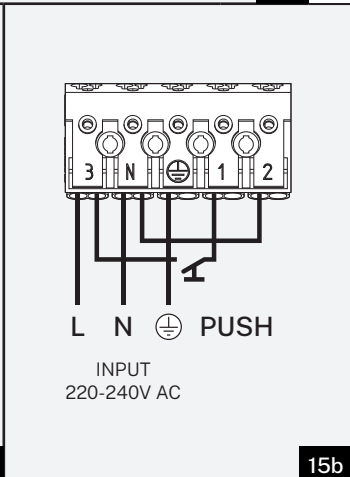 3 N ⏚ 1 2
L N ⏚ PUSH
INPUT
220-240V AC
15b